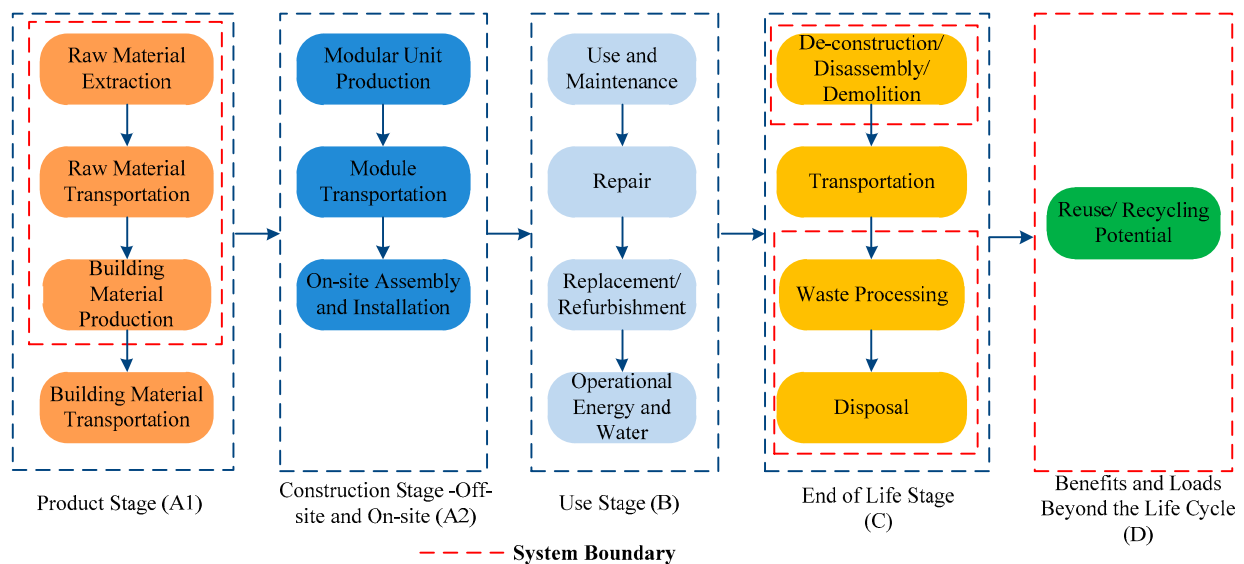 Raw Material
Extraction
Raw Material
Transportation
Building
Material
Production
Building Material
Transportation
Product Stage (A1)
Modular Unit
Production
Module
Transportation
On-site Assembly
and Installation
Construction Stage -Off-
site and On-site (A2)
Use and
Maintenance
Repair
Replacement/
Refurbishment
Operational
Energy and
Water
Use Stage (B)
De-construction/
Disassembly/
Demolition
Transportation
Waste Processing
Disposal
End of Life Stage
(C)
Reuse/ Recycling
Potential
Benefits and Loads
Beyond the Life Cycle
(D)
System Boundary